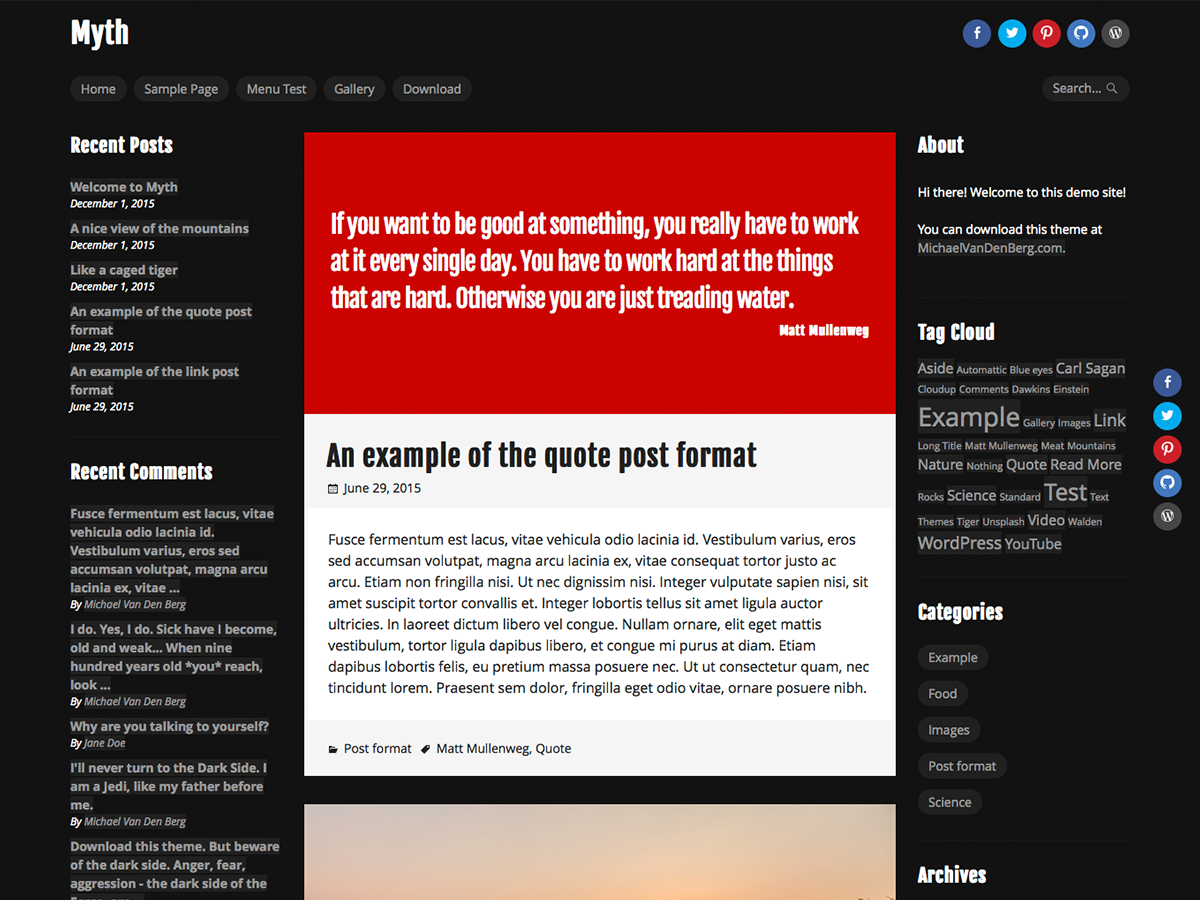 Myth
Home
Sample Page
Menu Test
Gallery
Download
Search...
Recent Posts
Welcome to Myth
December 1, 2015
A nice view of the mountains
December 1, 2015
Like a caged tiger
December 1, 2015
An example of the quote post
format
June 29, 2015
An example of the link post
format
June 29, 2015
Recent Comments
Fusce fermentum est lacus, vitae
vehicula odio lacinia id.
Vestibulum varius, eros sed
accumsan volutpat, magna arcu
lacinia ex, vitae ...
By Michael Van Den Berg
I do. Yes, I do. Sick have I become,
old and weak... When nine
hundred years old *you* reach,
look ...
By Michael Van Den Berg
Why are you talking to yourself?
By Jane Doe
I'll never turn to the Dark Side. I
am a Jedi, like my father before
me.
By Michael Van Den Berg
Download this theme. But beware
of the dark side. Anger, fear,
aggression - the dark side of the
If you want to be good at something, you really have to work
at it every single day. You have to work hard at the things
that are hard. Otherwise you are just treading water.
Matt Mullenweg
An example of the quote post format
June 29, 2015
Fusce fermentum est lacus, vitae vehicula odio lacinia id. Vestibulum varius, eros
sed accumsan volutpat, magna arcu lacinia ex, vitae consequat tortor justo ac
arcu. Etiam non fringilla nisi. Ut nec dignissim nisi. Integer vulputate sapien nisi, sit
amet suscipit tortor convallis et. Integer lobortis tellus sit amet ligula auctor
ultricies. In laoreet dictum libero vel congue. Nullam ornare, elit eget mattis
vestibulum, tortor ligula dapibus libero, et congue mi purus at diam. Etiam
dapibus lobortis felis, eu pretium massa posuere nec. Ut ut consectetur quam, nec
tincidunt lorem. Praesent sem dolor, fringilla eget odio vitae, ornare posuere nibh.
Post format Matt Mullenweg, Quote
About
Hi there! Welcome to this demo site!
You can download this theme at
MichaelVanDenBerg.com.
Tag Cloud
Aside Automattic Blue eyes Carl Sagan
Cloudup Comments Dawkins Einstein
Example Gallery Images Link
Long Title Matt Mullenweg Meat Mountains
Nature Nothing Quote Read More
Rocks Science Standard Test Text
Themes Tiger Unsplash Video Walden
WordPress YouTube
Categories
Example
Food
Images
Post format
Science
Archives